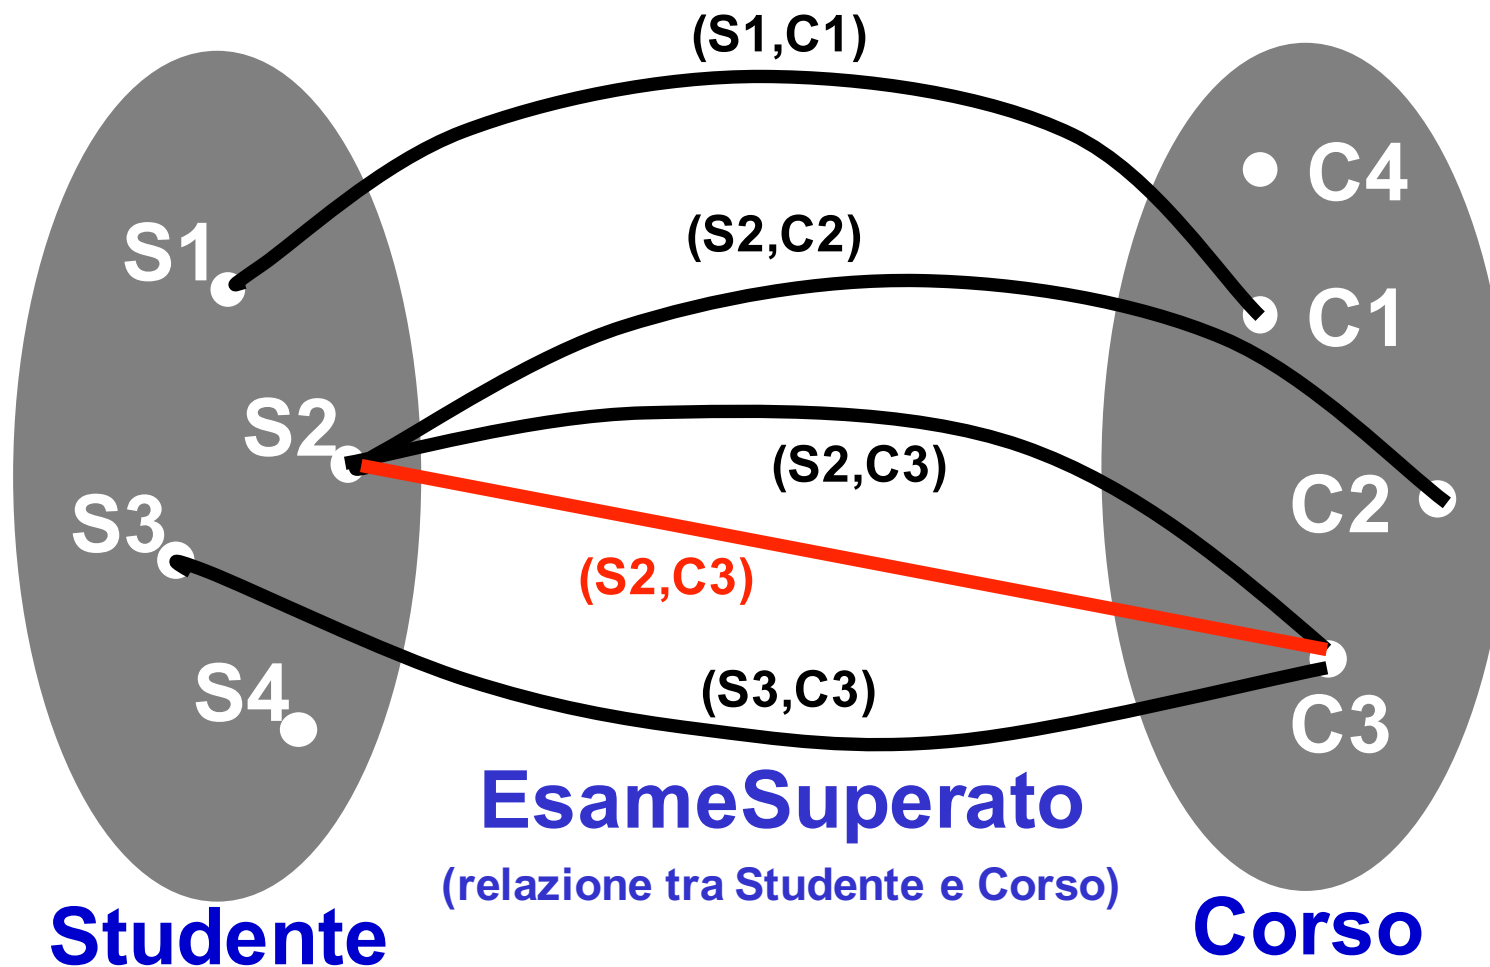 (S1,C1)
C4
S1
(S2,C2)
C1
S2
(S2,C3)
C2
S3
(S2,C3)
S4
(S3,C3)
C3
EsameSuperato
(relazione tra Studente e Corso)
Studente
Corso